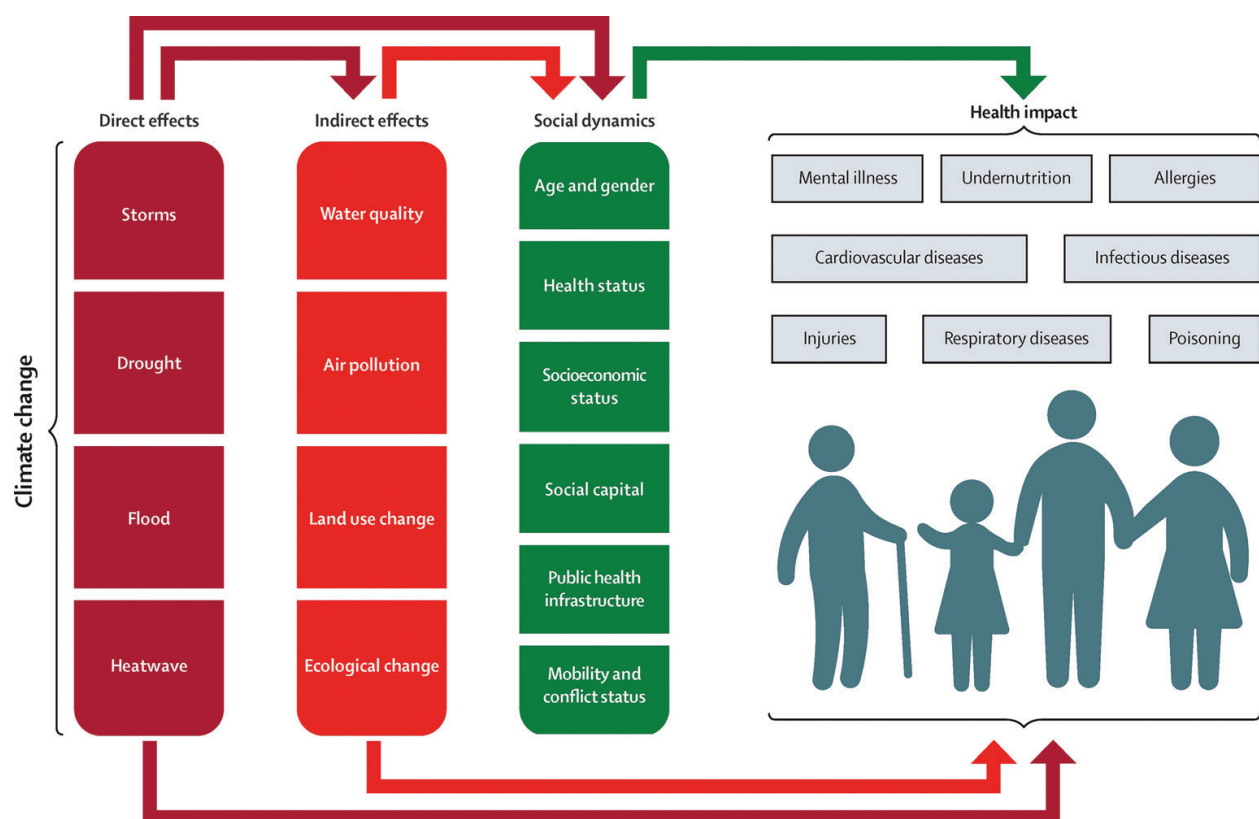 Direct effects
Indirect effects
Social dynamics
Health impact
Climate change
Storms
Drought
Flood
Heatwave
Water quality
Air pollution
Land use change
Ecological change
Age and gender
Health status
Socioeconomic
status
Social capital
Public health
infrastructure
Mobility and
conflict status
Mental illness
Undernutrition
Allergies
Cardiovascular diseases
Infectious diseases
Injuries
Respiratory diseases
Poisoning